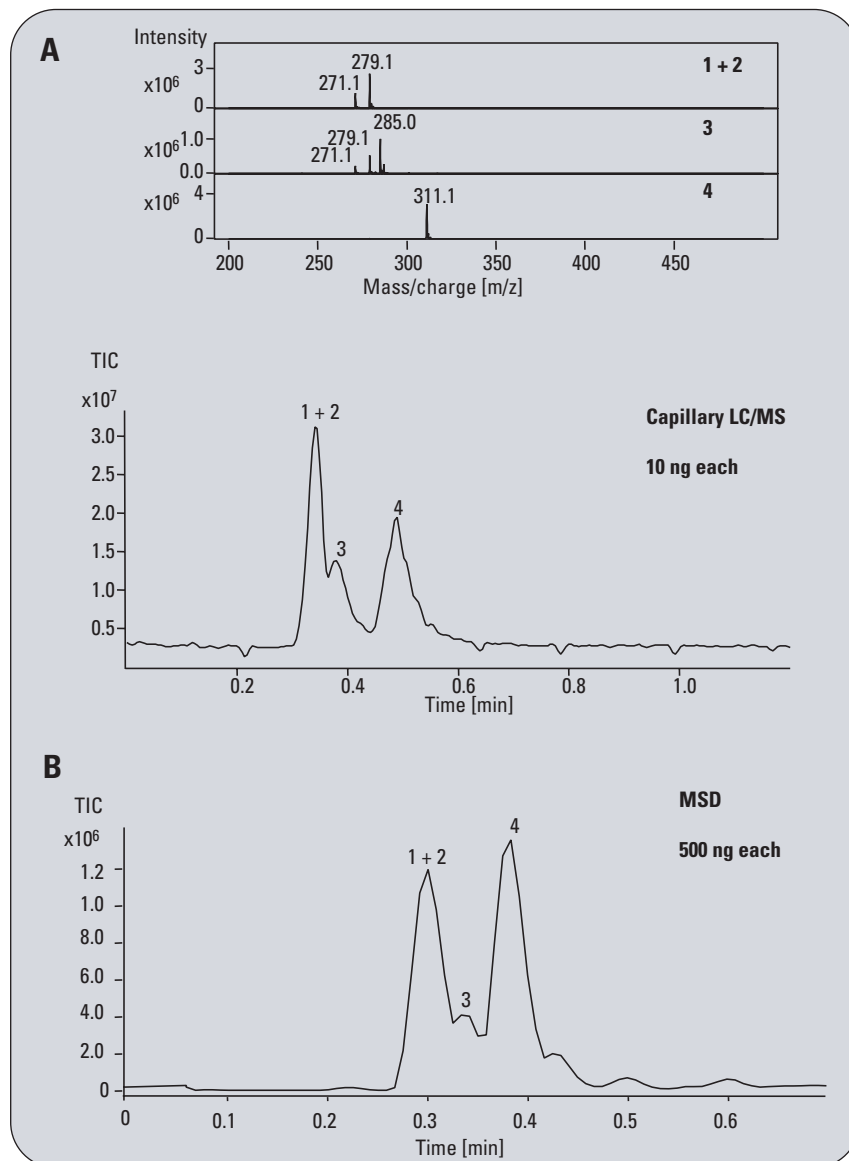 A
Intensity
x10⁶
3
0
271.1
279.1
1 + 2
x10⁶
1.0
0.0
271.1
279.1
285.0
3
x10⁶
4
0
311.1
4
200 250 300 350 400 450
Mass/charge [m/z]
TIC
x10⁷
1 + 2
3
4
Capillary LC/MS
10 ng each
3.0
2.5
2.0
1.5
1.0
0.5
0.2 0.4 0.6 0.8 1.0
Time [min]
B
TIC
x10⁶
1 + 2
3
4
MSD
500 ng each
1.2
1.0
8.0
6.0
4.0
2.0
0
0 0.1 0.2 0.3 0.4 0.5 0.6
Time [min]